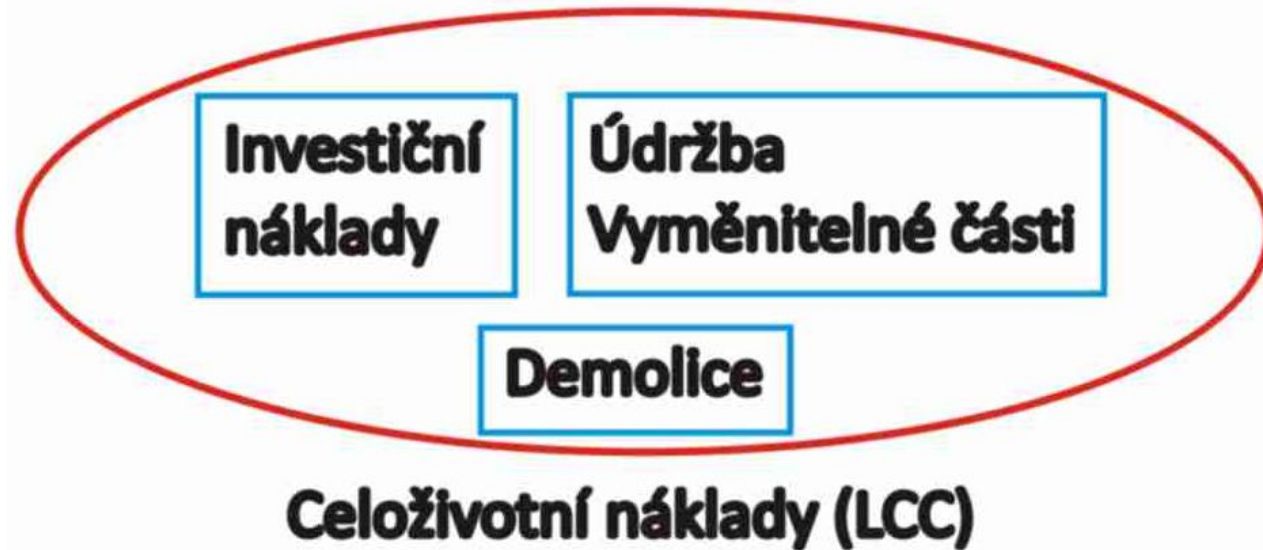 Investiční
náklady
Údržba
Vyměnitelné části
Demolice
Celoživotní náklady (LCC)